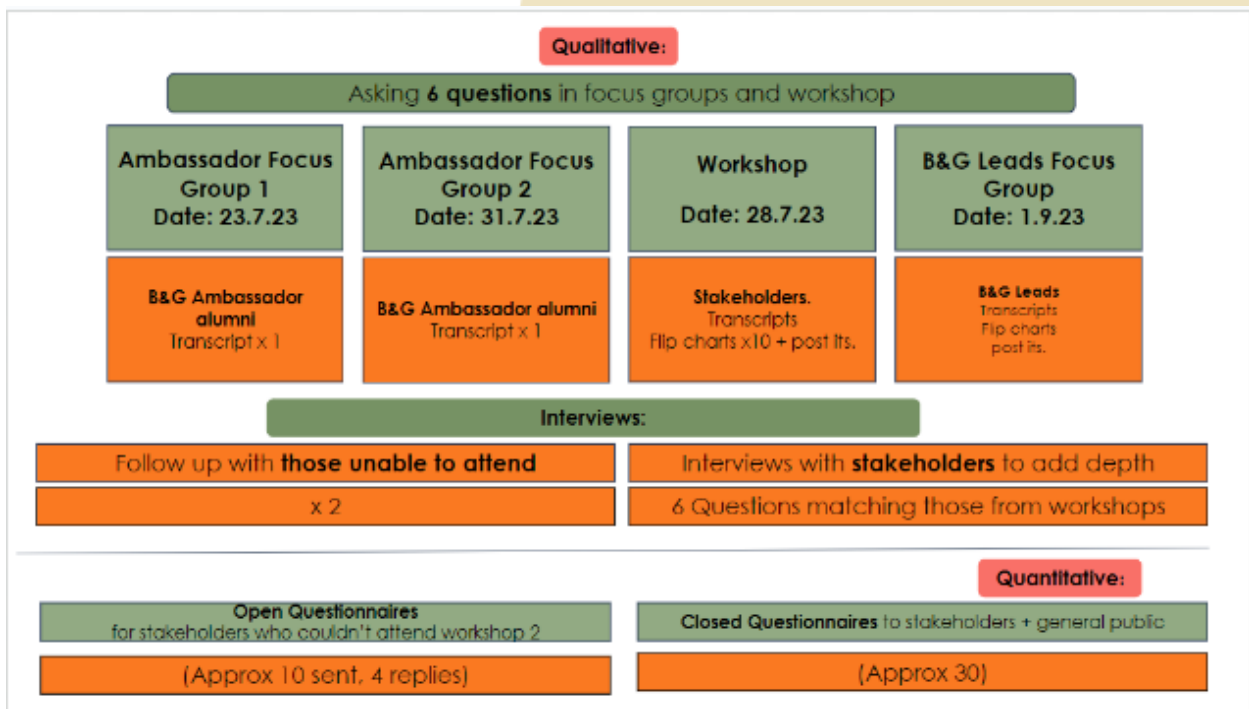 Qualitative:
Asking 6 questions in focus groups and workshop
Ambassador Focus
Group 1
Date: 23.7.23
Ambassador Focus
Group 2
Date: 31.7.23
Workshop
Date: 28.7.23
B&G Leads Focus
Group
Date: 1.9.23
B&G Ambassador
alumni
Transcript x 1
B&G Ambassador alumni
Transcript x 1
Stakeholders.
Transcripts
Flip charts x10 + post its.
B&G Leads
Transcripts
Flip charts
post its.
Interviews:
Follow up with those unable to attend
Interviews with stakeholders to add depth
x 2
6 Questions matching those from workshops
Quantitative:
Open Questionnaires
for stakeholders who couldn't attend workshop 2
Closed Questionnaires to stakeholders + general public
(Approx 10 sent, 4 replies)
(Approx 30)